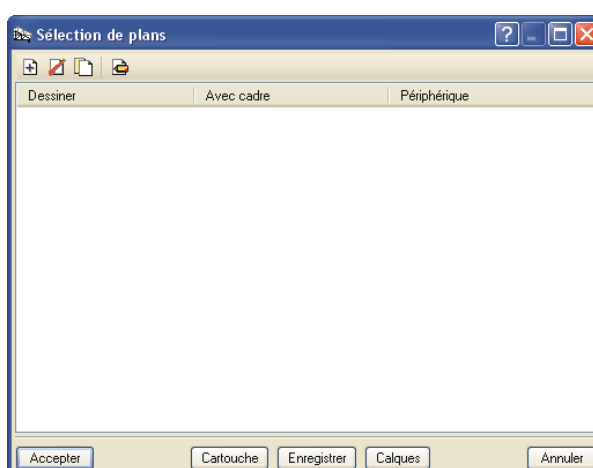 Sélection de plans
Dessiner Avec cadre Périphérique
Accepter Cartouche Enregistrer Calques Annuler